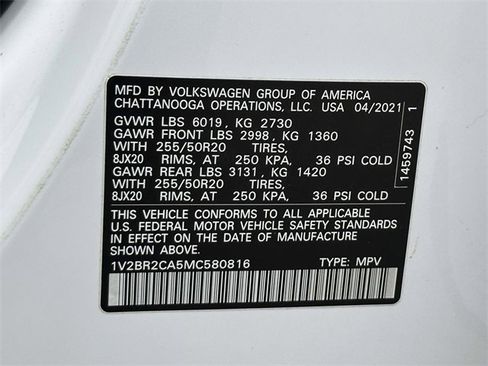 MFD BY VOLKSWAGEN GROUP OF AMERICA
CHATTANOOGA OPERATIONS, LLC. USA 04/2021
GVWR LBS 6019, KG 2730
GAWR FRONT LBS 2998, KG 1360
WITH 255/50R20 TIRES,
8JX20 RIMS, AT 250 KPA, 36 PSI COLD
GAWR REAR LBS 3131, KG 1420
WITH 255/50R20 TIRES,
8JX20 RIMS, AT 250 KPA, 36 PSI COLD
THIS VEHICLE CONFORMS TO ALL APPLICABLE
U.S. FEDERAL MOTOR VEHICLE SAFETY STANDARDS
IN EFFECT ON THE DATE OF MANUFACTURE
SHOWN ABOVE.
1V2BR2CA5MC580816 TYPE: MPV
1459743 1